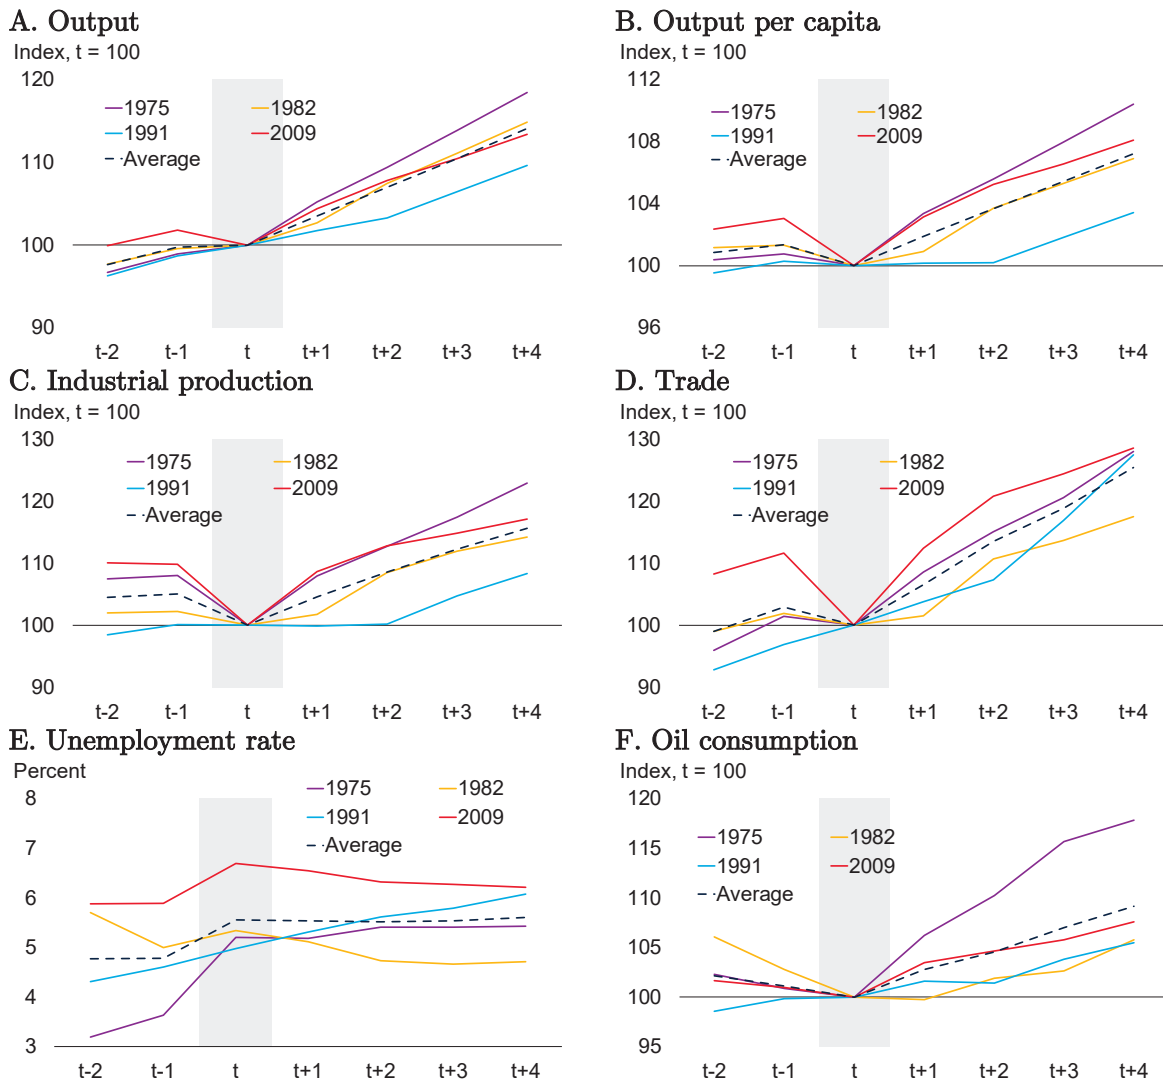 A. Output
Index, t = 100
120
1975
1982
1991
2009
Average
110
100
90
t-2 t-1 t t+1 t+2 t+3 t+4
B. Output per capita
Index, t = 100
112
1975
1982
1991
2009
Average
108
104
100
96
t-2 t-1 t t+1 t+2 t+3 t+4
C. Industrial production
Index, t = 100
130
1975
1982
1991
2009
Average
120
110
100
90
t-2 t-1 t t+1 t+2 t+3 t+4
D. Trade
Index, t = 100
130
1975
1982
1991
2009
Average
120
110
100
90
t-2 t-1 t t+1 t+2 t+3 t+4
E. Unemployment rate
Percent
1975
1982
1991
2009
Average
8
7
6
5
4
3
t-2 t-1 t t+1 t+2 t+3 t+4
F. Oil consumption
Index, t = 100
120
1975
1982
1991
2009
Average
115
110
105
100
95
t-2 t-1 t t+1 t+2 t+3 t+4